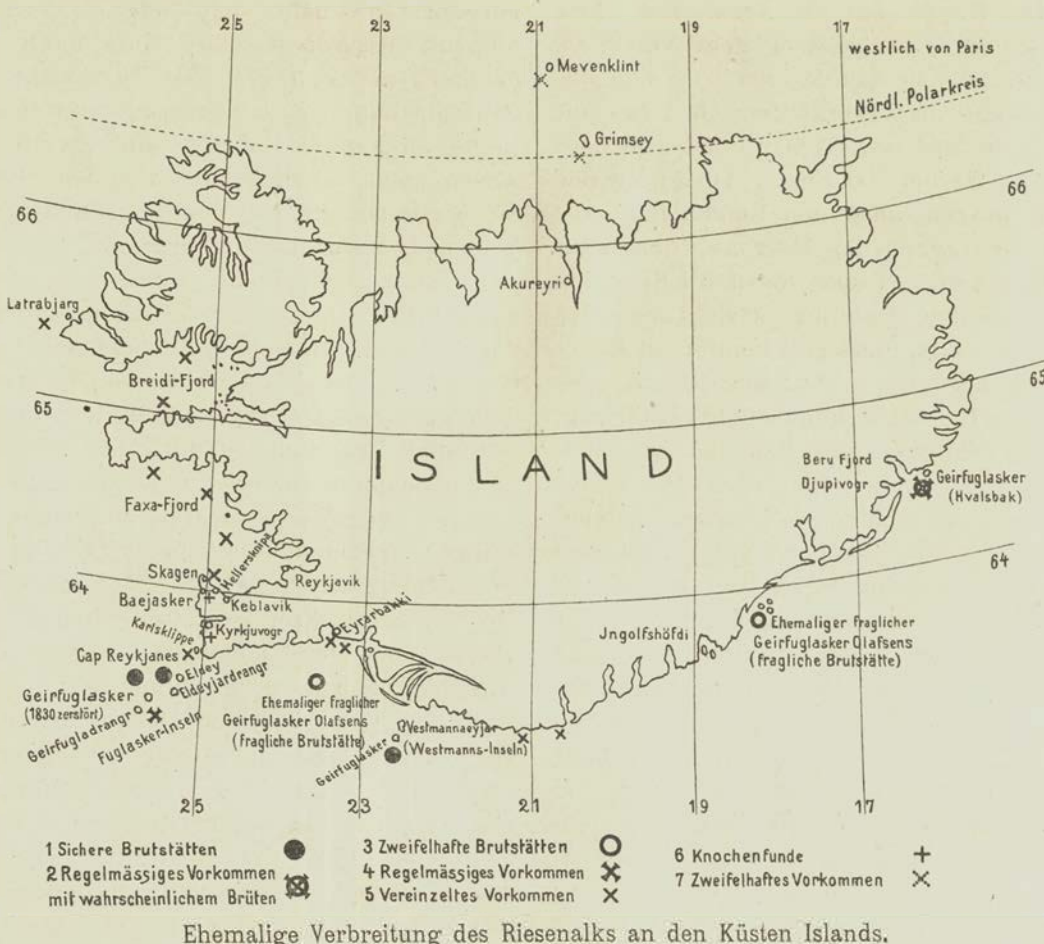 25
23
21
19
17
westlich von Paris
Mevenklint
Nördl. Polarkreis
Grimsey
66
66
Akureyri
Latrabjarg
Breidi-Fjord
65
65
ISLAND
Beru Fjord
Djupivogr
Geirfuglasker
(Hvalsbak)
Faxa-Fjord
Skagen
Hellersknipa
Reykjavik
64
64
Baejasker
Keblavik
Karlsklippe
Kyrkjuvogr
Eyrarbakki
Cap Reykjanes
Eldey
Eldeyjardrangr
Geirfuglasker
(1830 zerstört)
Geirfugladrangr
Fuglasker-Inseln
Ehemaliger fraglicher
Geirfuglasker Olafsens
(fragliche Brutstätte)
Geirfuglasker
Vestmannaeyjar
(Westmanns-Inseln)
Jngolfshöfdi
Ehemaliger fraglicher
Geirfuglasker Olafsens
(fragliche Brutstätte)
25
23
21
19
17
1 Sichere Brutstätten
2 Regelmässiges Vorkommen
mit wahrscheinlichem Brüten
3 Zweifelhafte Brutstätten
4 Regelmässiges Vorkommen
5 Vereinzeltes Vorkommen
6 Knochenfunde
7 Zweifelhaftes Vorkommen
Ehemalige Verbreitung des Riesenalks an den Küsten Islands.